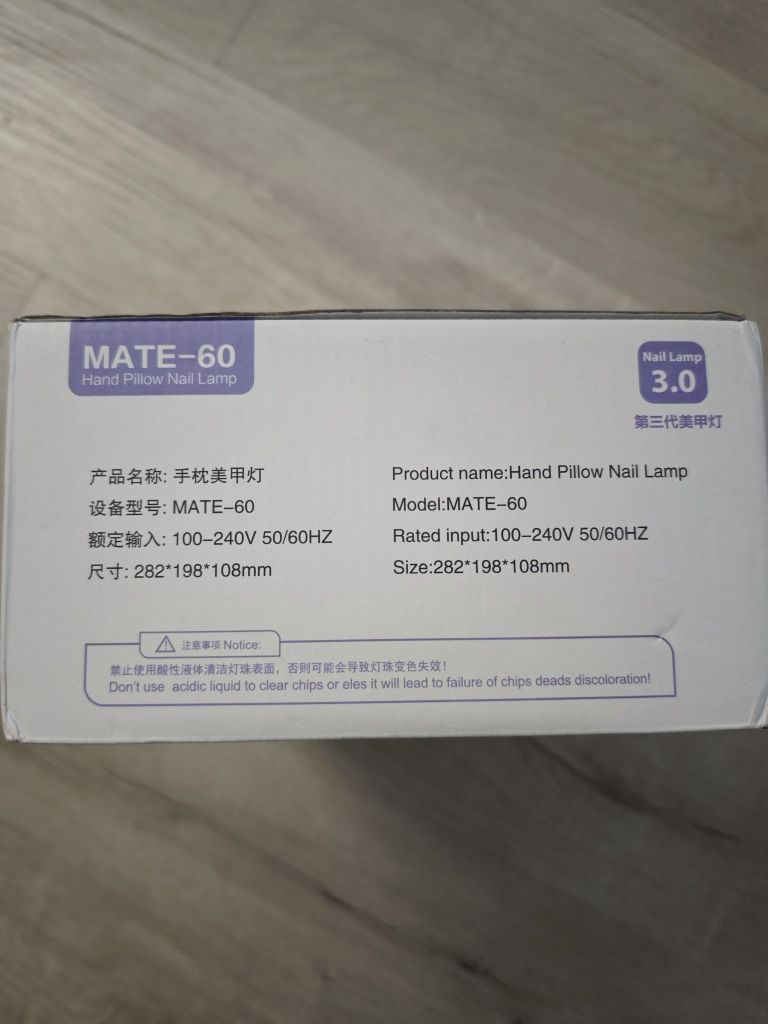 MATE-60
Hand Pillow Nail Lamp
Nail Lamp
3.0
第三代美甲灯
产品名称: 手枕美甲灯
设备型号: MATE-60
额定输入: 100-240V 50/60HZ
尺寸: 282*198*108mm
Product name:Hand Pillow Nail Lamp
Model:MATE-60
Rated input:100-240V 50/60HZ
Size:282*198*108mm
注意事项 Notice:
禁止使用酸性液体清洁灯珠表面，否则可能会导致灯珠变色失效！
Don't use acidic liquid to clear chips or eles it will lead to failure of chips deads discoloration!